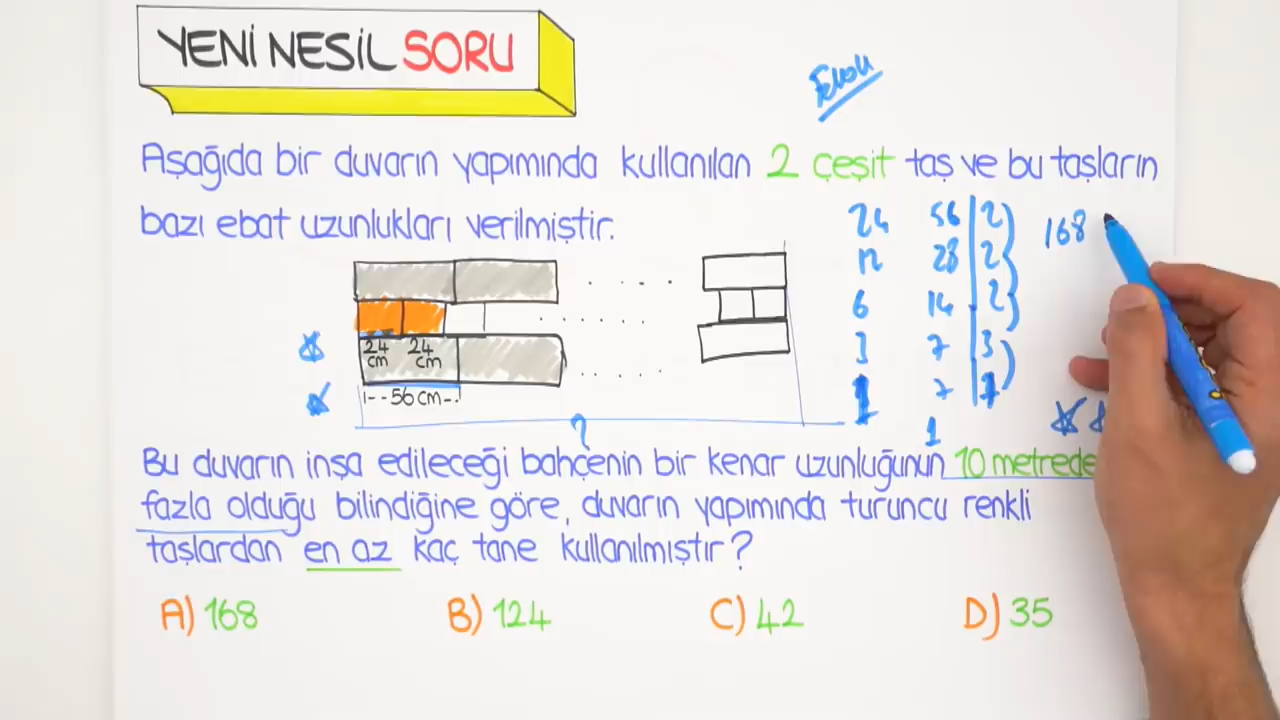 YENİ NESİL SORU
Ekok
Aşağıda bir duvarın yapımında kullanılan 2 çeşit taş ve bu taşların
bazı ebat uzunlukları verilmiştir.
24 56 2
12 28 2
6 14 2
3 7 3
1 7 7
1
168
24 cm 24 cm
56 cm
?
Bu duvarın inşa edileceği bahçenin bir kenar uzunluğunun 10 metrede
fazla olduğu bilindiğine göre, duvarın yapımında turuncu renkli
taşlardan en az kaç tane kullanılmıştır?
A) 168 B) 124 C) 42 D) 35